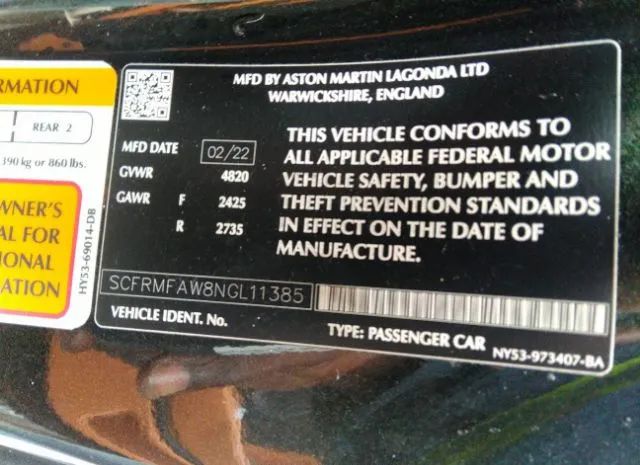 RMATION
REAR 2
390 kg or 860 lbs.
WNER'S
AL FOR
IONAL
ATION
HY53-69014-DB
MFD BY ASTON MARTIN LAGONDA LTD
WARWICKSHIRE, ENGLAND
MFD DATE 02/22
GVWR 4820
GAWR F 2425
R 2735
THIS VEHICLE CONFORMS TO
ALL APPLICABLE FEDERAL MOTOR
VEHICLE SAFETY, BUMPER AND
THEFT PREVENTION STANDARDS
IN EFFECT ON THE DATE OF
MANUFACTURE.
SCFRMFAW8NGL11385
VEHICLE IDENT. No.
TYPE: PASSENGER CAR
NY53-973407-BA